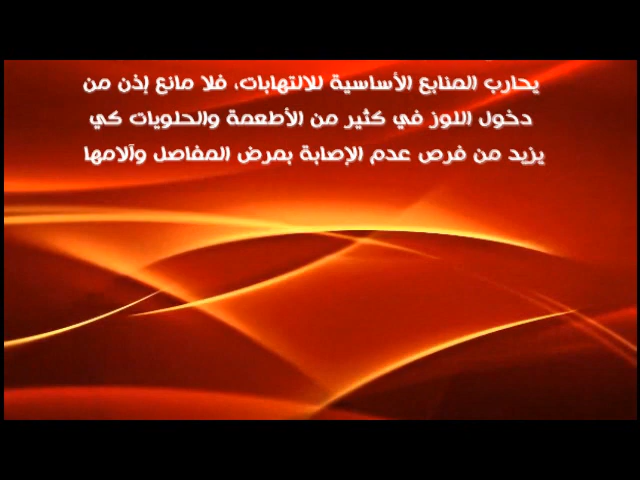 يحارب المنابع الأساسية للالتهابات، فلا مانع إذن من
دخول اللوز في كثير من الأطعمة والحلويات كي
يزيد من فرص عدم الإصابة بمرض المفاصل وآلامها